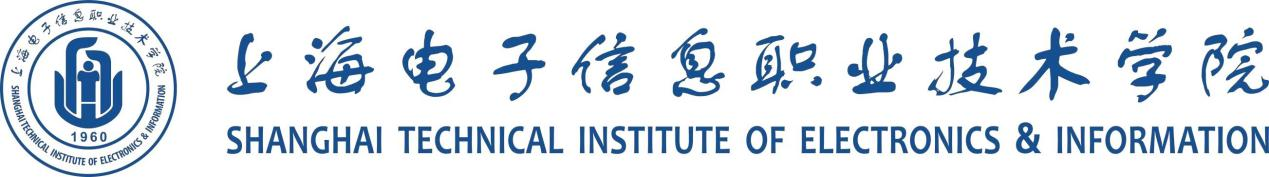 上海电子信息职业技术学院
SHANGHAI TECHNICAL INSTITUTE OF ELECTRONICS & INFORMATION
1960
上海电子信息职业技术学院
SHANGHAI TECHNICAL INSTITUTE OF ELECTRONICS & INFORMATION